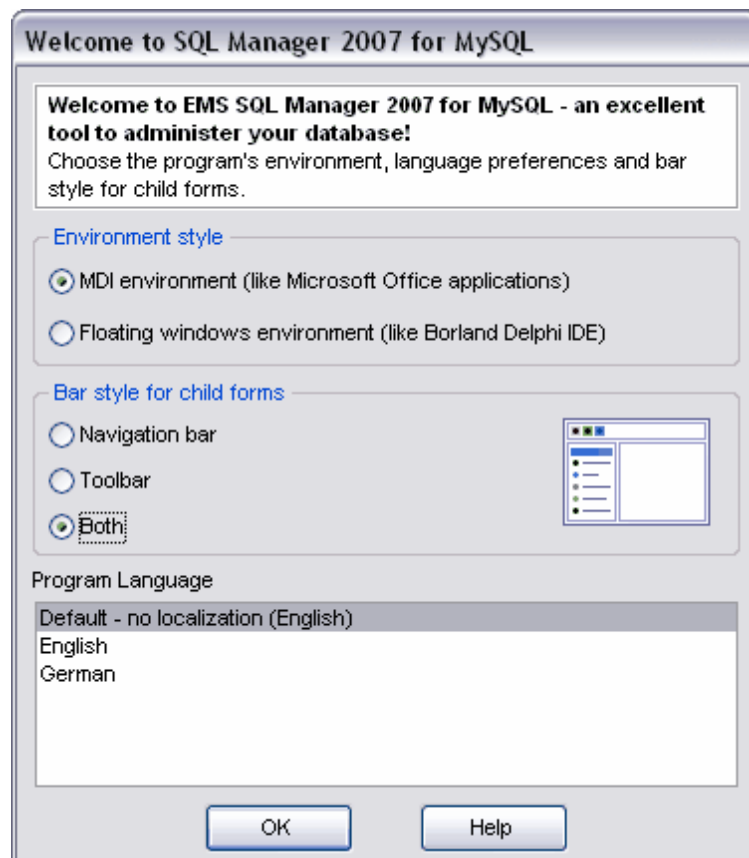 Welcome to SQL Manager 2007 for MySQL
Welcome to EMS SQL Manager 2007 for MySQL - an excellent
tool to administer your database!
Choose the program's environment, language preferences and bar
style for child forms.
Environment style
MDI environment (like Microsoft Office applications)
Floating windows environment (like Borland Delphi IDE)
Bar style for child forms
Navigation bar
Toolbar
Both
Program Language
Default - no localization (English)
English
German
OK Help